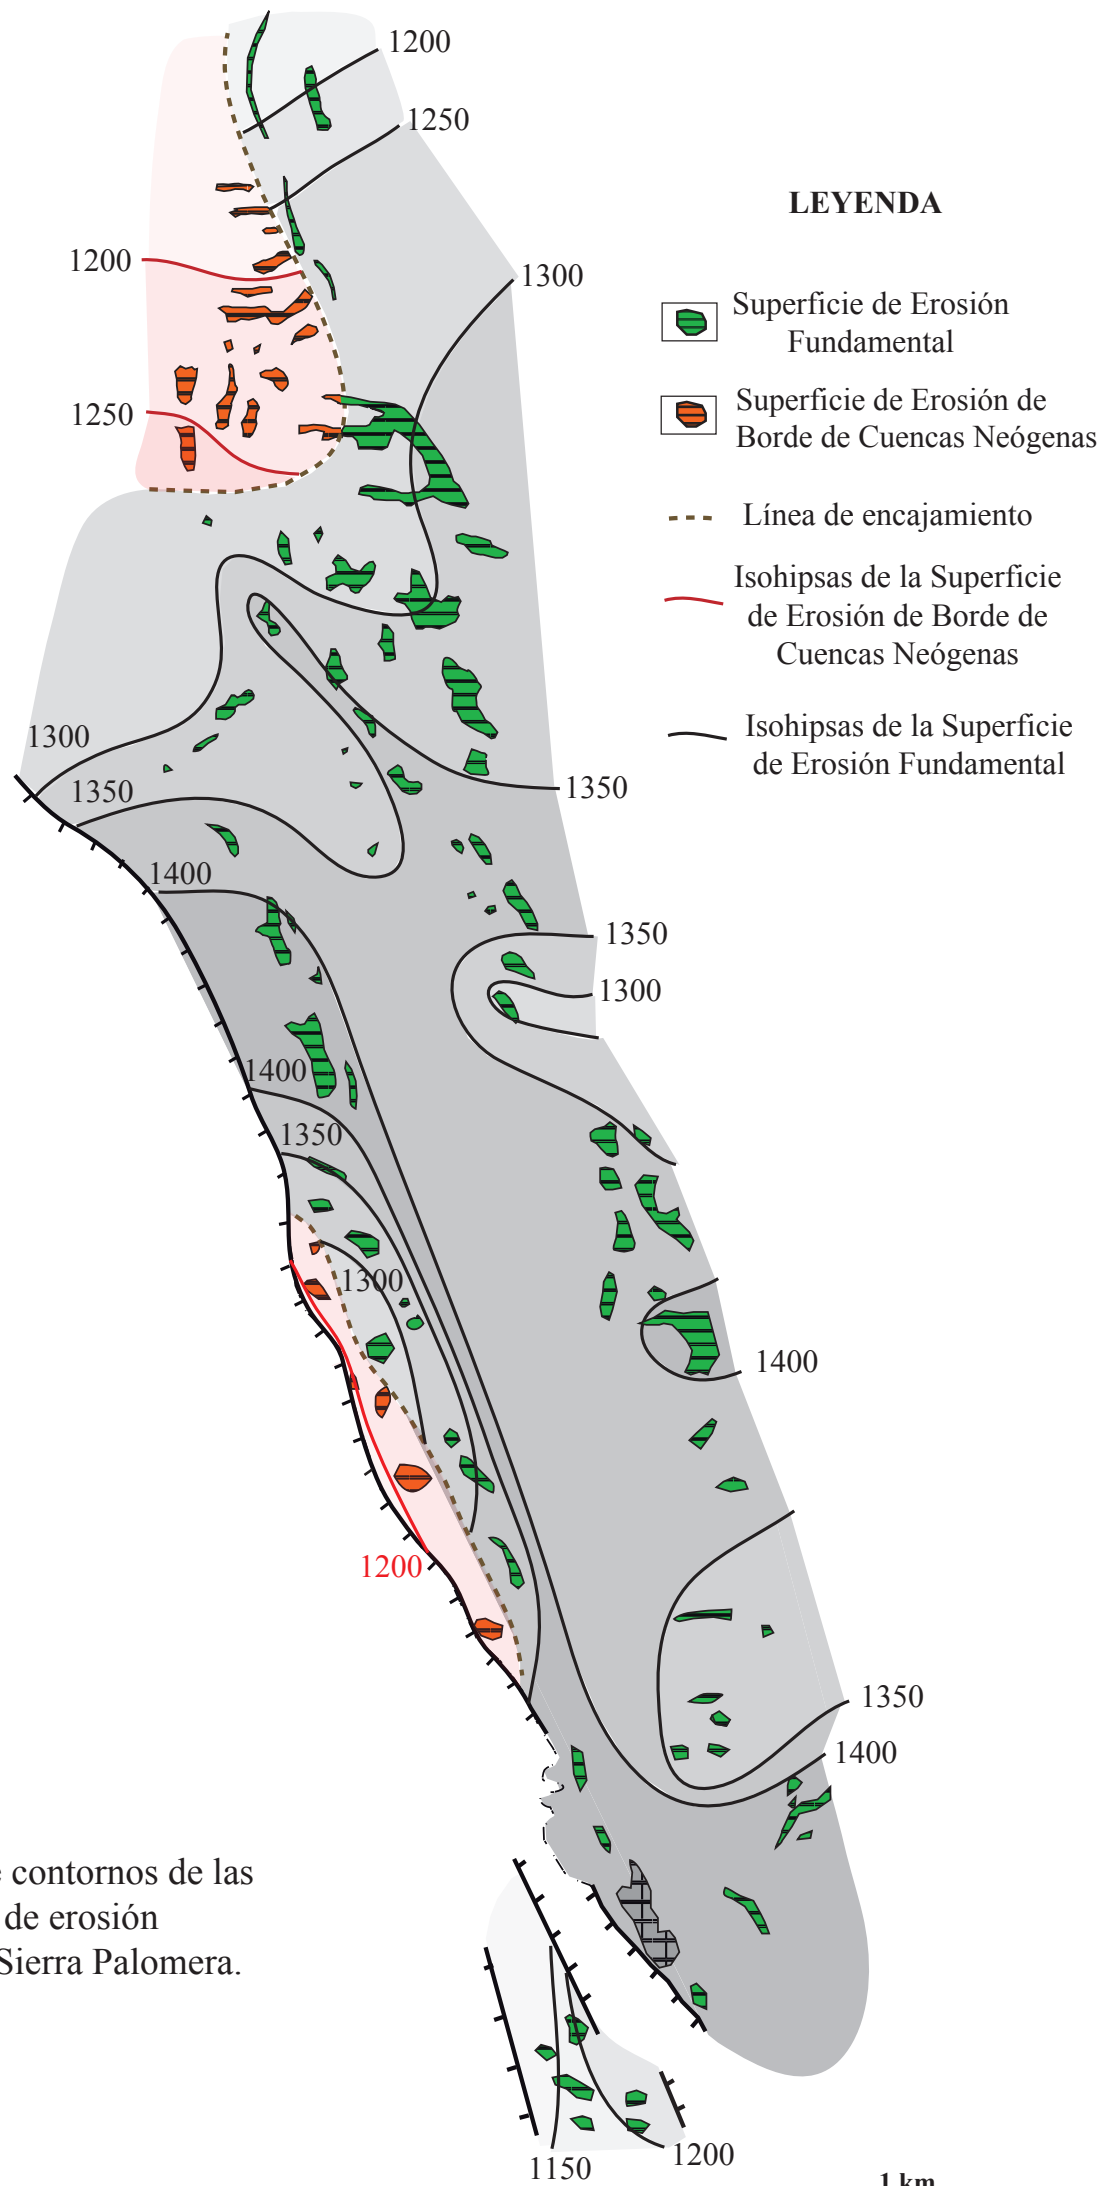 1200
1250
LEYENDA
1200
1300
Superficie de Erosión
Fundamental
1250
Superficie de Erosión de
Borde de Cuencas Neógenas
Línea de encajamiento
Isohipsas de la Superficie
de Erosión de Borde de
Cuencas Neógenas
Isohipsas de la Superficie
de Erosión Fundamental
1300
1350
1350
1400
1350
1300
1400
1350
1300
1400
1200
1350
1400
contornos de las
de erosión
Sierra Palomera.
1200
1150
1 km